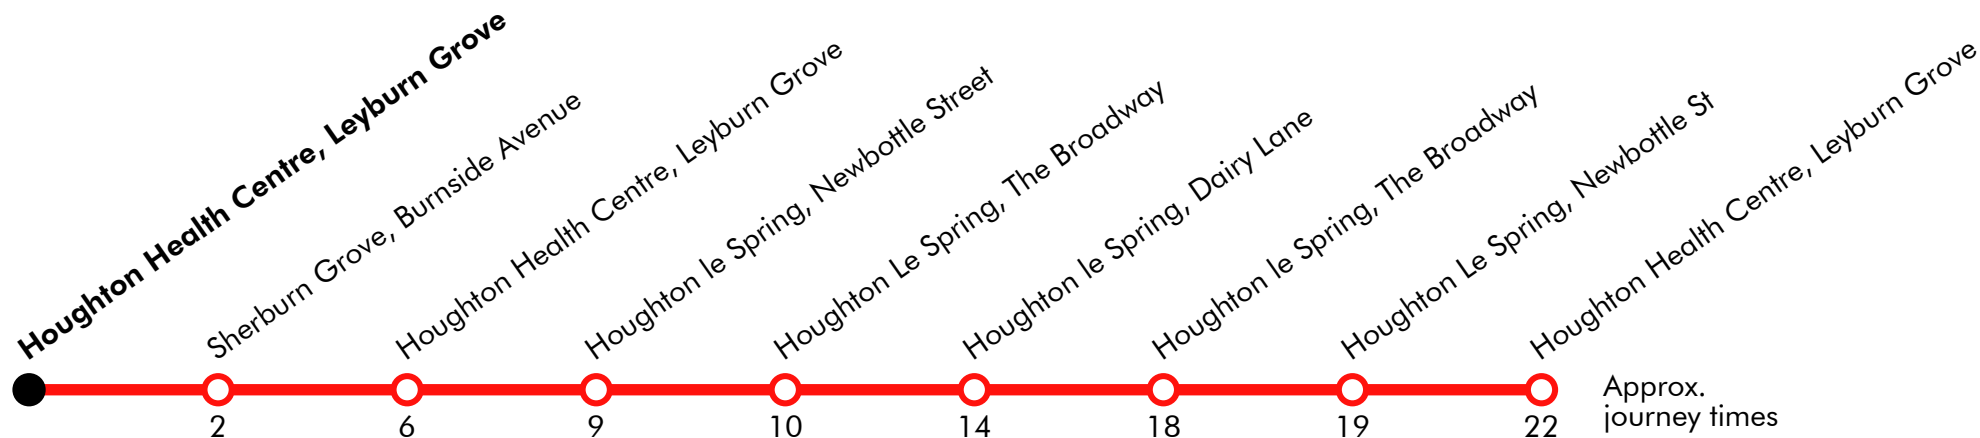 Houghton Health Centre, Leyburn Grove
Sherburn Grove, Burnside Avenue
Houghton Health Centre, Leyburn Grove
Houghton le Spring, Newbottle Street
Houghton Le Spring, The Broadway
Houghton le Spring, Dairy Lane
Houghton le Spring, The Broadway
Houghton Le Spring, Newbottle St
Houghton Health Centre, Leyburn Grove
2 6 9 10 14 18 19 22
Approx.
journey times